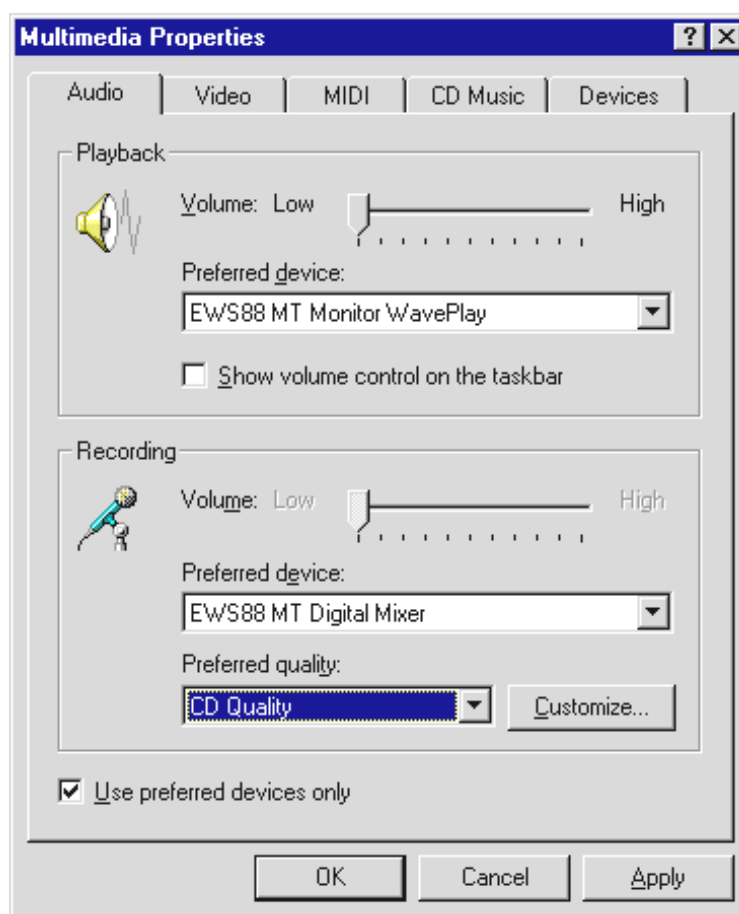 Multimedia Properties
Audio Video MIDI CD Music Devices
Playback
Volume: Low High
Preferred device:
EWS88 MT Monitor WavePlay
Show volume control on the taskbar
Recording
Volume: Low High
Preferred device:
EWS88 MT Digital Mixer
Preferred quality:
CD Quality Customize...
Use preferred devices only
OK Cancel Apply